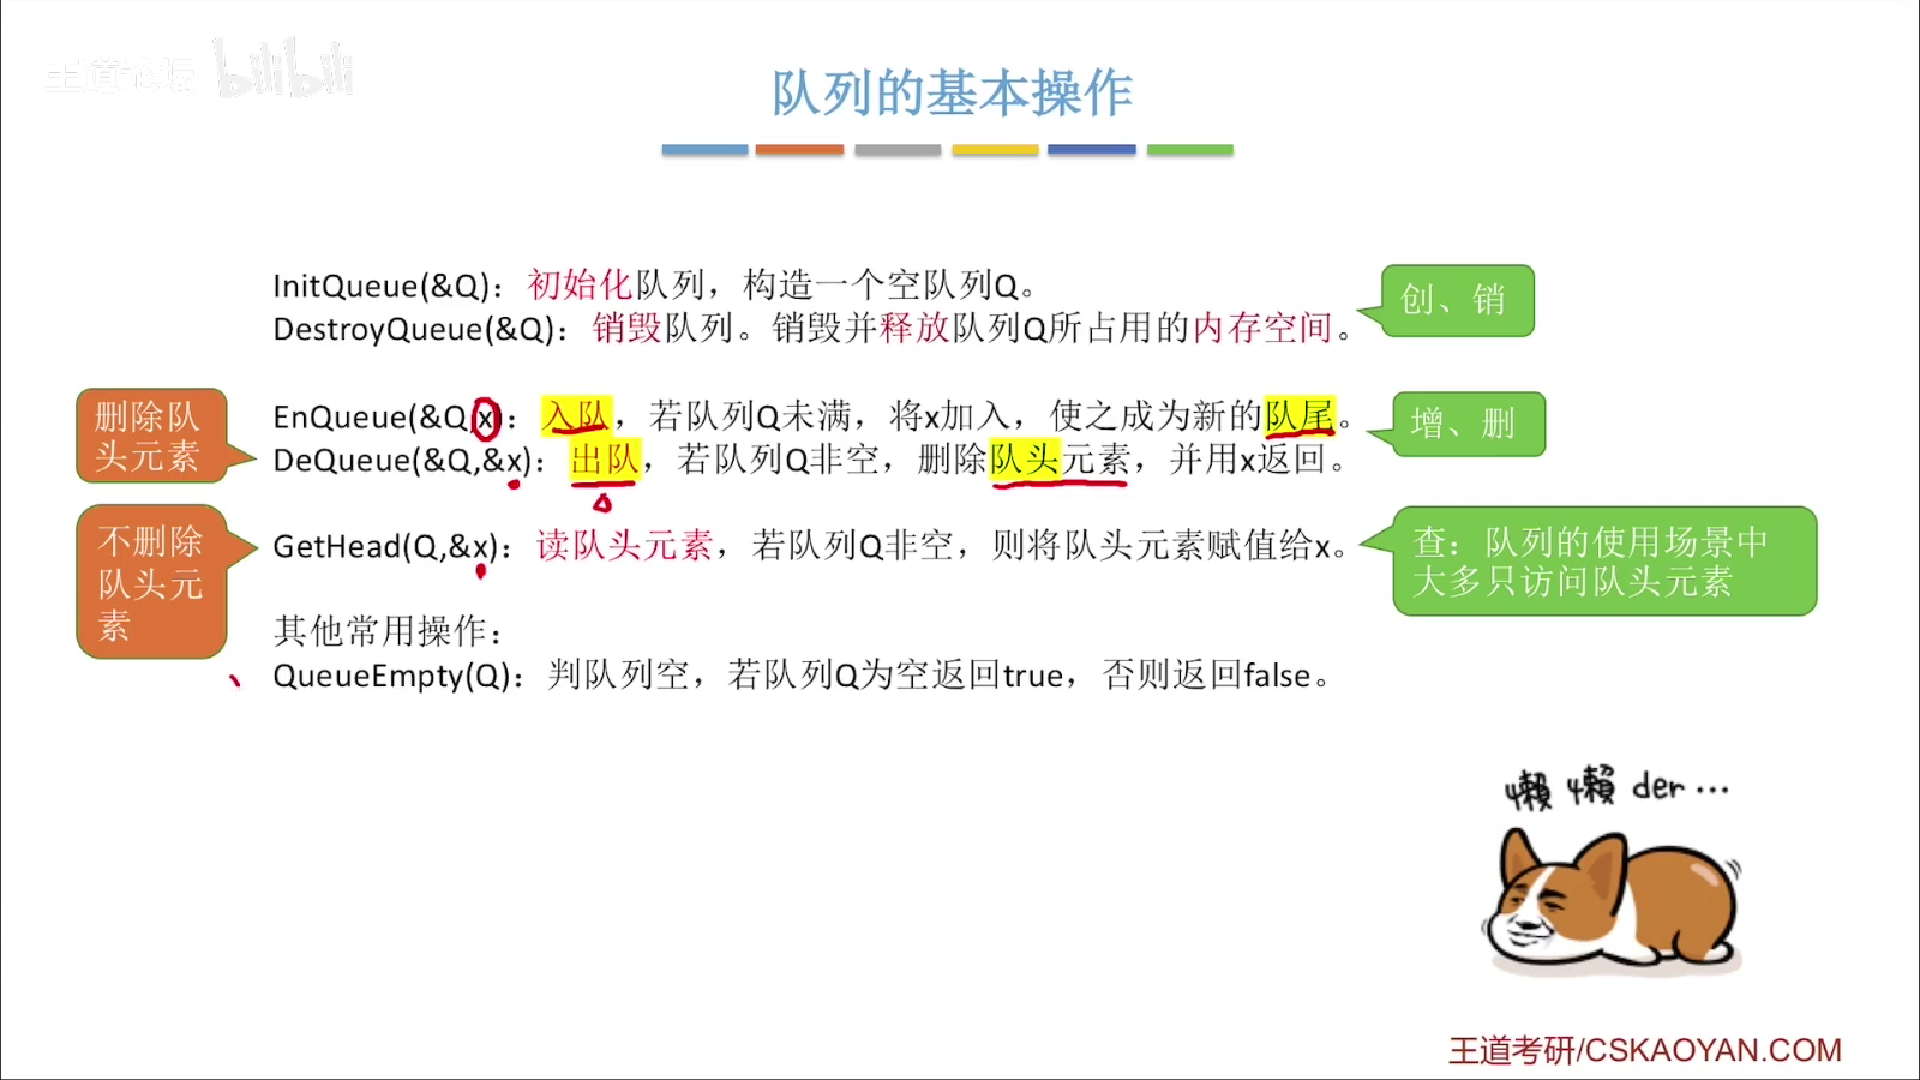 王道论坛 bilibili
队列的基本操作
InitQueue(&Q)：初始化队列，构造一个空队列Q。
DestroyQueue(&Q)：销毁队列。销毁并释放队列Q所占用的内存空间。
创、销
删除队
头元素
EnQueue(&Q,x)：入队，若队列Q未满，将x加入，使之成为新的队尾。
DeQueue(&Q,&x)：出队，若队列Q非空，删除队头元素，并用x返回。
增、删
不删除
队头元
素
GetHead(Q,&x)：读队头元素，若队列Q非空，则将队头元素赋值给x。
查：队列的使用场景中
大多只访问队头元素
其他常用操作：
QueueEmpty(Q)：判队列空，若队列Q为空返回true，否则返回false。
懒 懒 der ...
王道考研/CSKAOYAN.COM